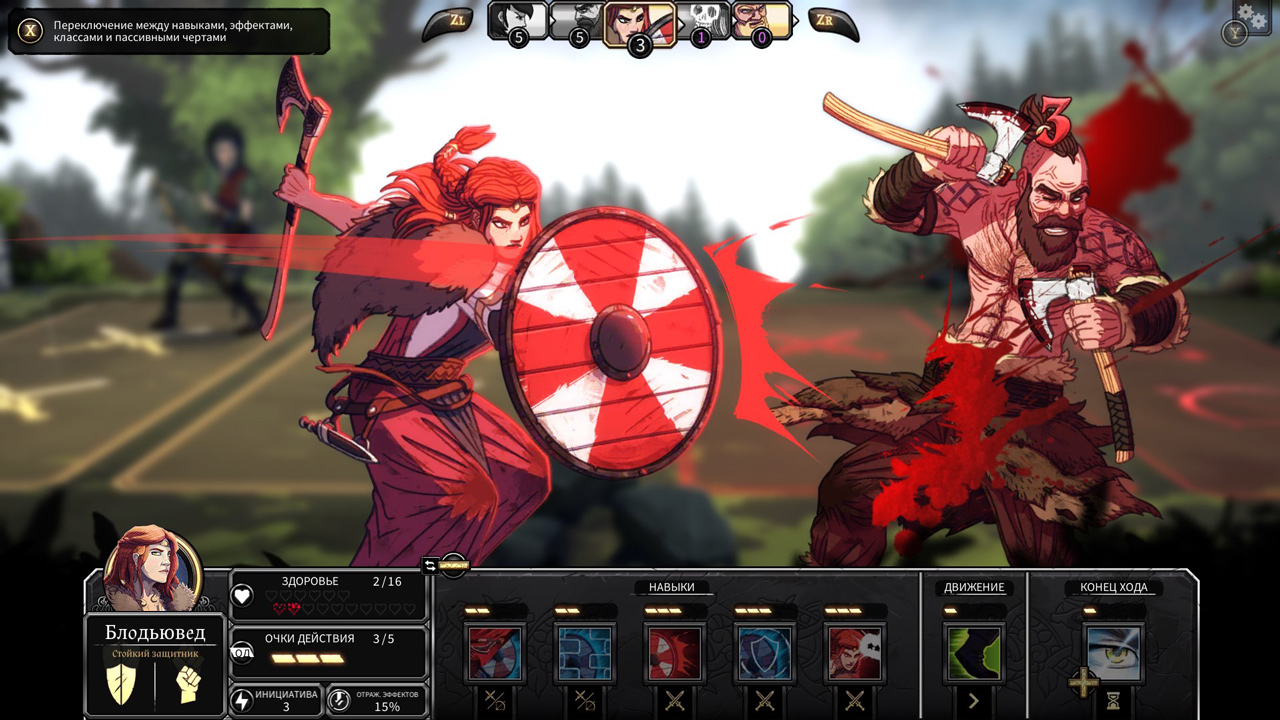 X
Переключение между навыками, эффектами,
классами и пассивными чертами
ZL
5
5
3
1
0
ZR
Y
3
ЗДОРОВЬЕ 2/16
НАВЫКИ
ДВИЖЕНИЕ
КОНЕЦ ХОДА
Блодьювед
Стойкий защитник
ОЧКИ ДЕЙСТВИЯ 3/5
ОД
ИНИЦИАТИВА
3
ОТРАЖ. ЭФФЕКТОВ
15%